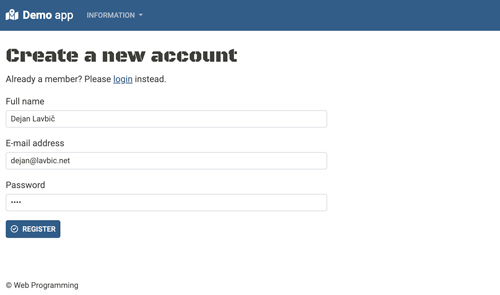 Demo app INFORMATION
Create a new account
Already a member? Please login instead.
Full name
Dejan Lavbič
E-mail address
dejan@lavbic.net
Password
••••
REGISTER
© Web Programming